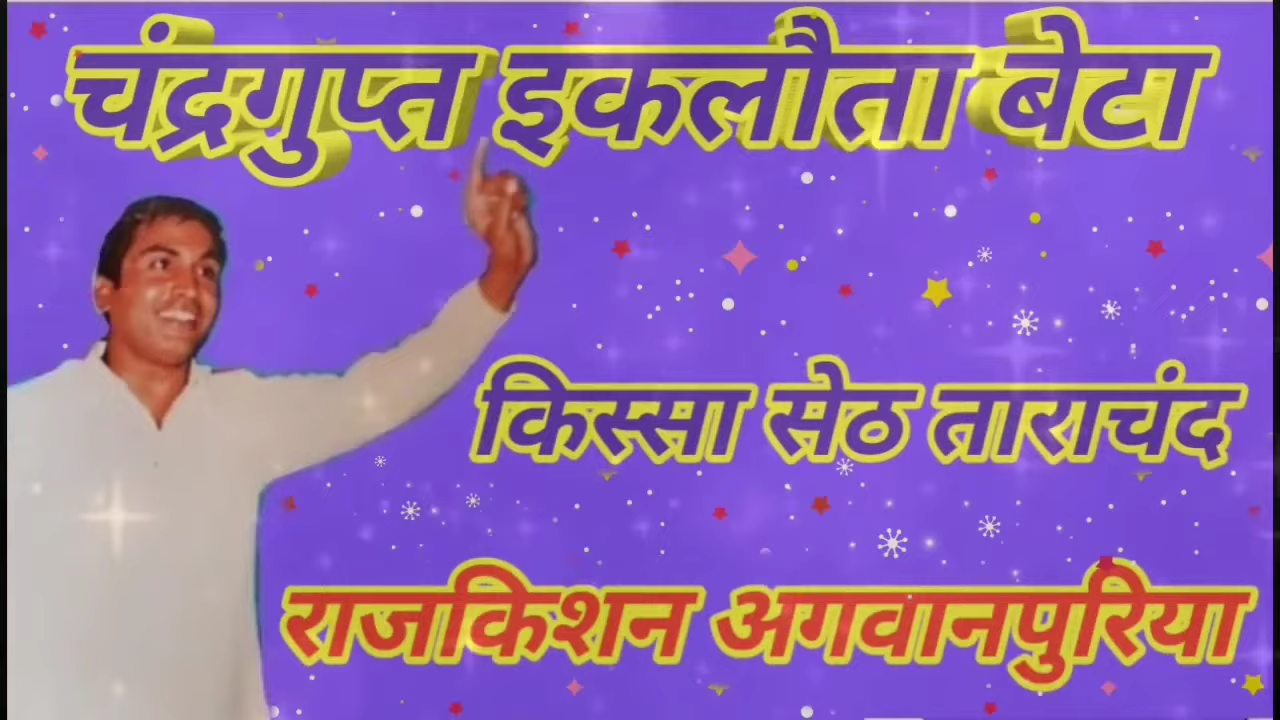 चंद्रगुप्त इकलौता बेटा
किस्सा सेठ ताराचंद
राजकिशन अगवानपुरिया